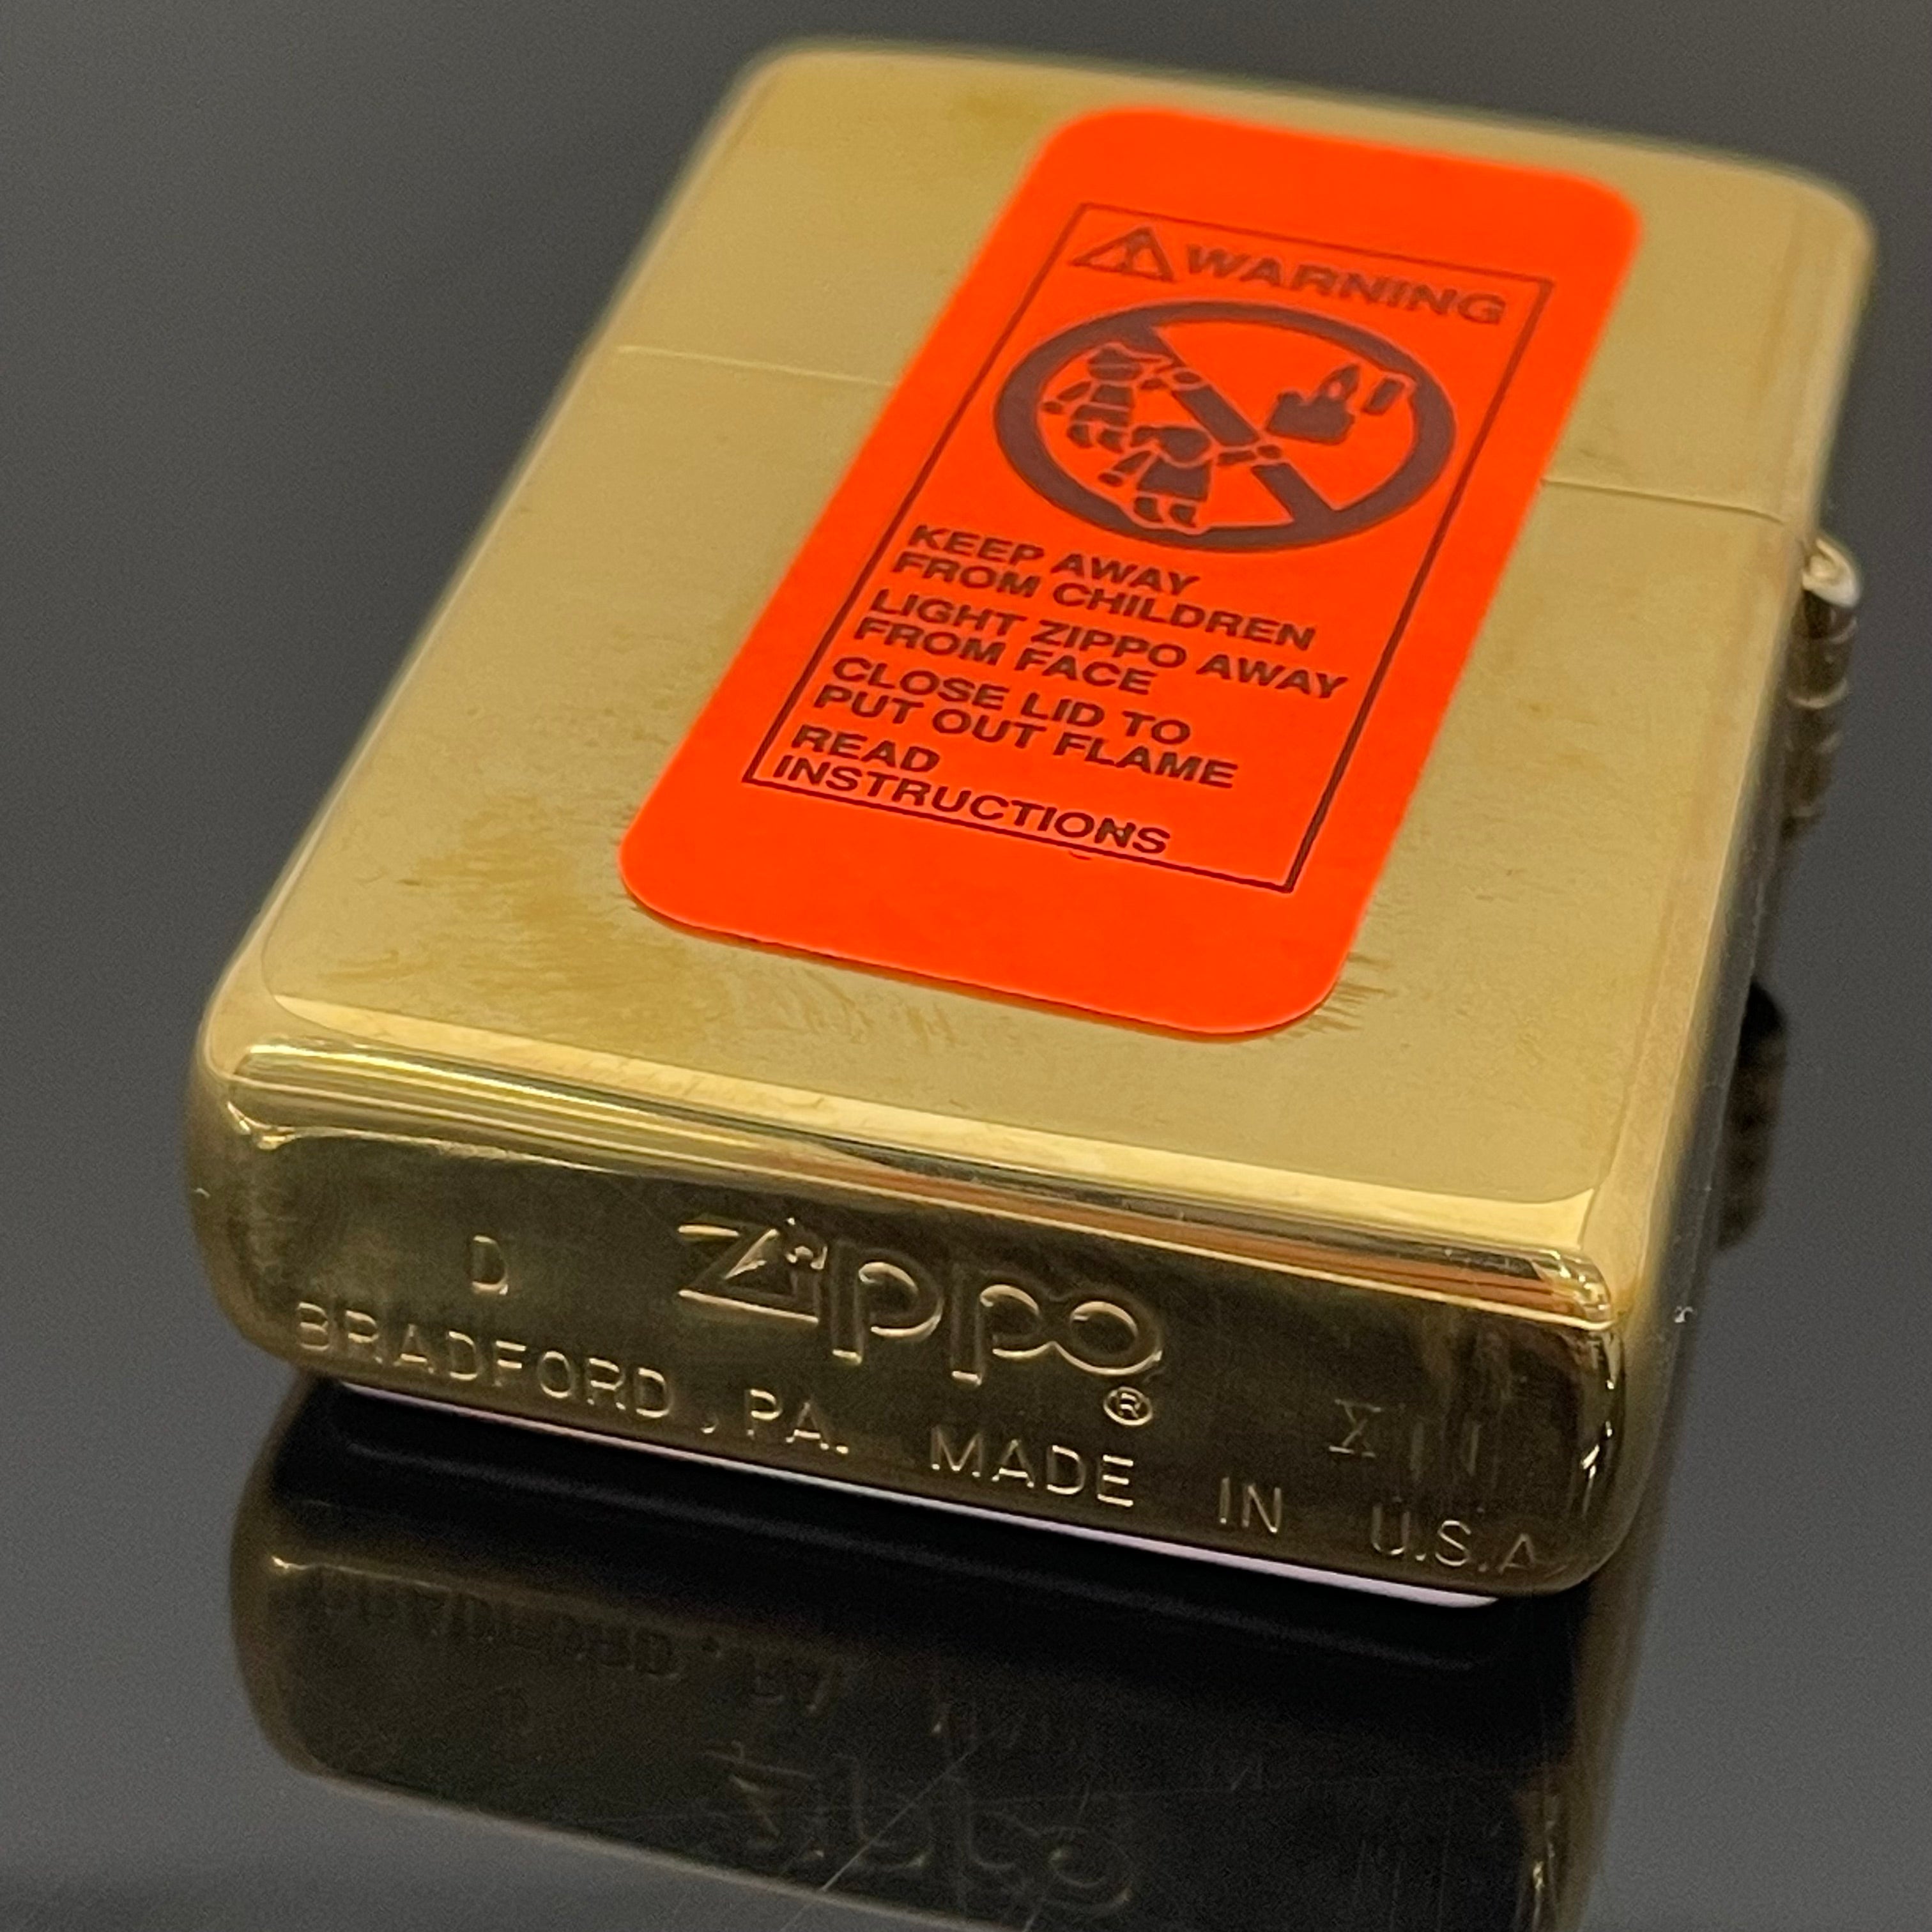 WARNING
KEEP AWAY
FROM CHILDREN
LIGHT ZIPPO AWAY
FROM FACE
CLOSE LID TO
PUT OUT FLAME
READ
INSTRUCTIONS
D Zippo ® XII
BRADFORD, PA. MADE IN U.S.A